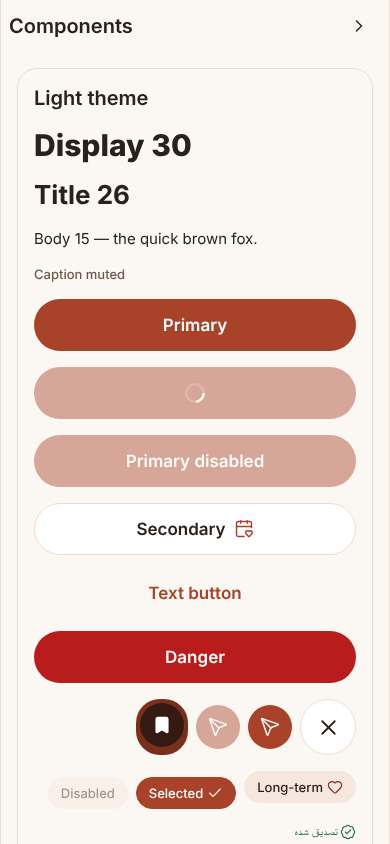 Components
Light theme
Display 30
Title 26
Body 15 — the quick brown fox.
Caption muted
Primary
Primary disabled
Secondary
Text button
Danger
Disabled
Selected
Long-term
تصدیق شدہ